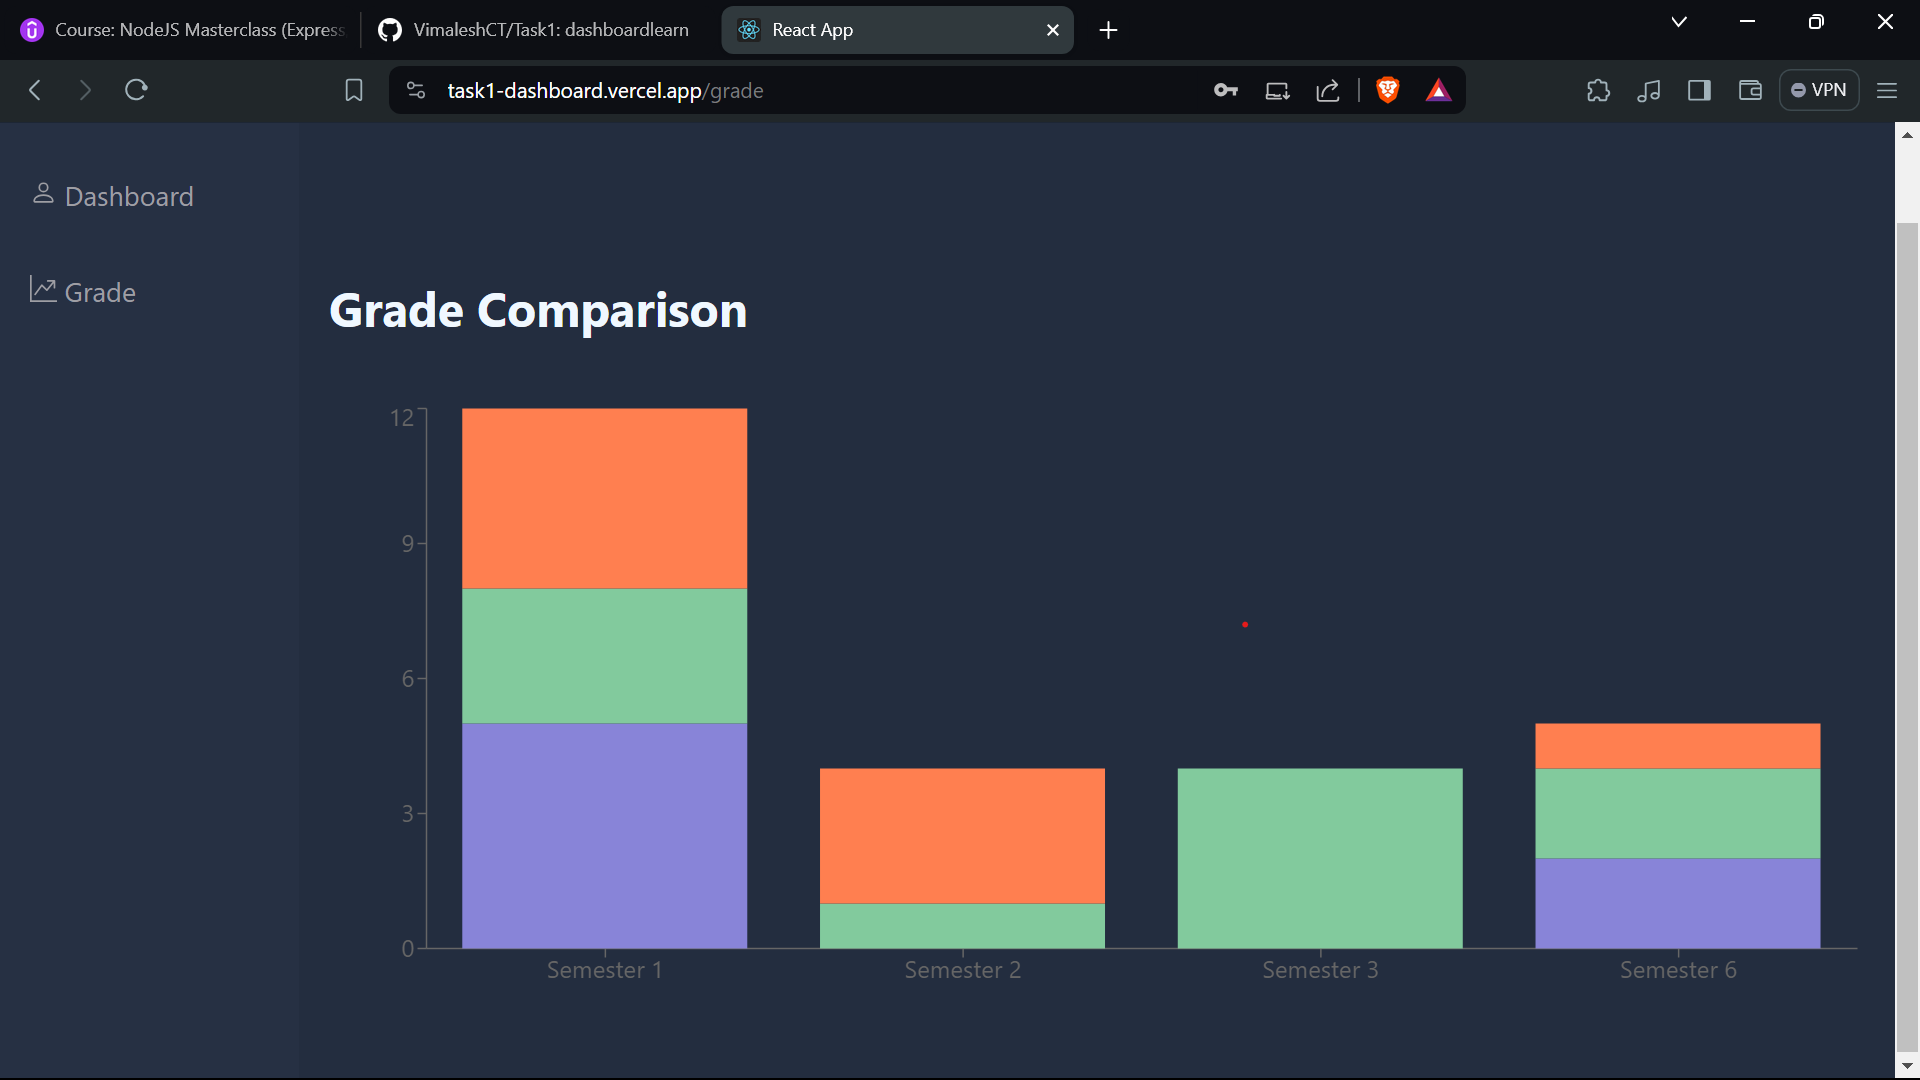 Course: NodeJS Masterclass (Express
VimaleshCT/Task1: dashboardlearn
React App
task1-dashboard.vercel.app/grade
VPN
Dashboard
Grade
Grade Comparison
12
9
6
3
0
Semester 1
Semester 2
Semester 3
Semester 6